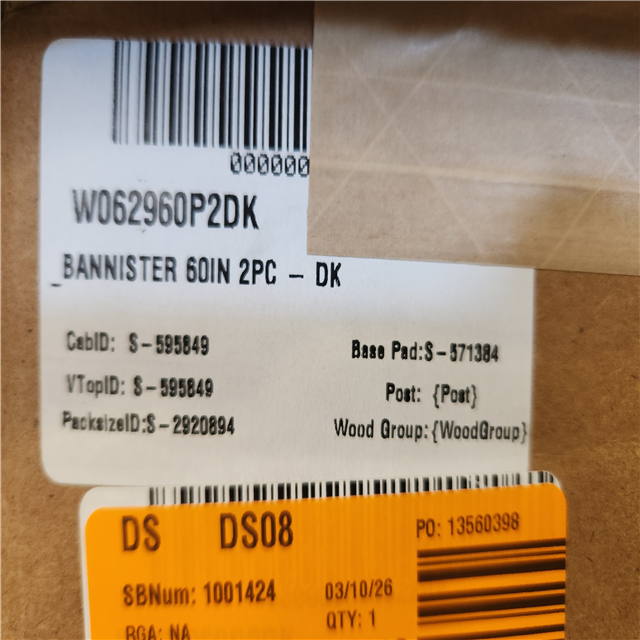 000000
W062960P2DK
_BANNISTER 60IN 2PC - DK
CabID: S-595849
Base Pad:S-571384
VTopID: S-595849
Post: {Post}
PacksizeID:S-2920894
Wood Group:{WoodGroup}
DS DS08
PO: 13560398
SBNum: 1001424
03/10/26
RGA: NA
QTY: 1